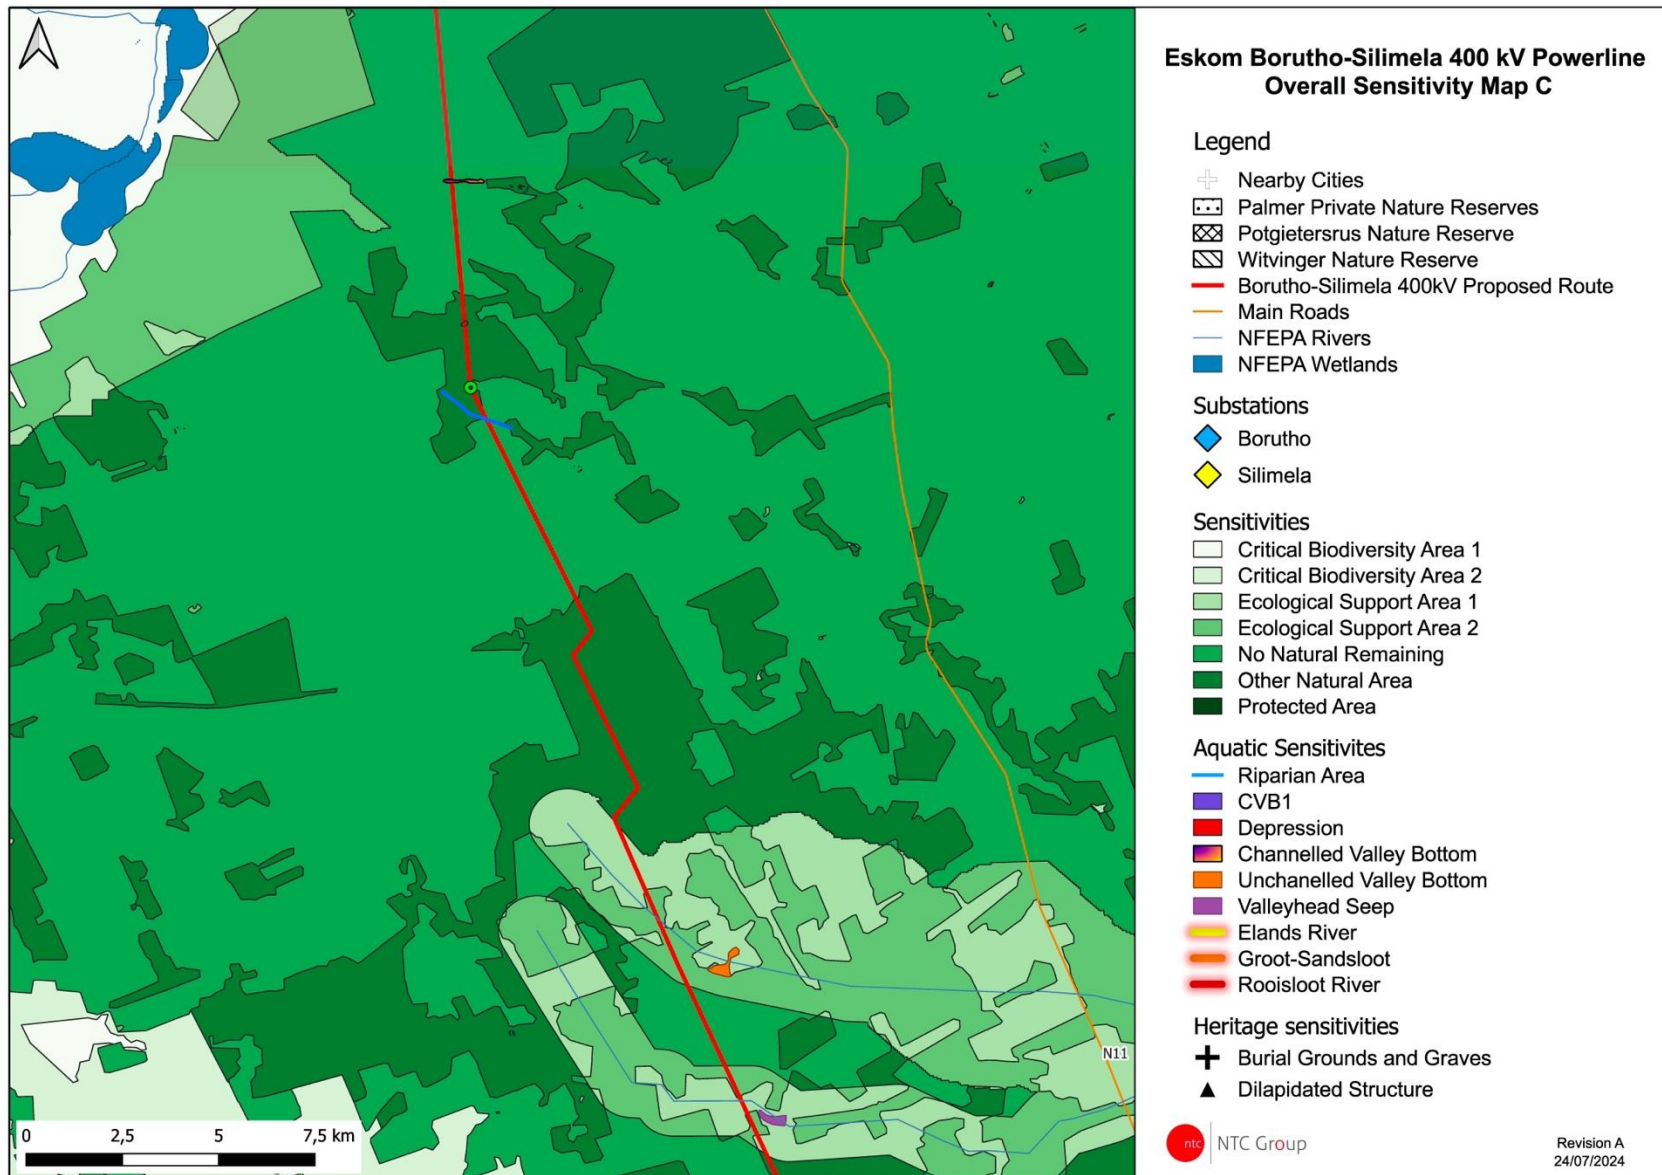 Eskom Borutho-Silimela 400 kV Powerline
Overall Sensitivity Map C
Legend
Nearby Cities
Palmer Private Nature Reserves
Potgietersrus Nature Reserve
Witvinger Nature Reserve
Borutho-Silimela 400kV Proposed Route
Main Roads
NFEPA Rivers
NFEPA Wetlands
Substations
Borutho
Silimela
Sensitivities
Critical Biodiversity Area 1
Critical Biodiversity Area 2
Ecological Support Area 1
Ecological Support Area 2
No Natural Remaining
Other Natural Area
Protected Area
Aquatic Sensitivites
Riparian Area
CVB1
Depression
Channelled Valley Bottom
Unchanelled Valley Bottom
Valleyhead Seep
Elands River
Groot-Sandsloot
Rooisloot River
Heritage sensitivities
Burial Grounds and Graves
Dilapidated Structure
N11
0 2,5 5 7,5 km
ntc NTC Group
Revision A
24/07/2024